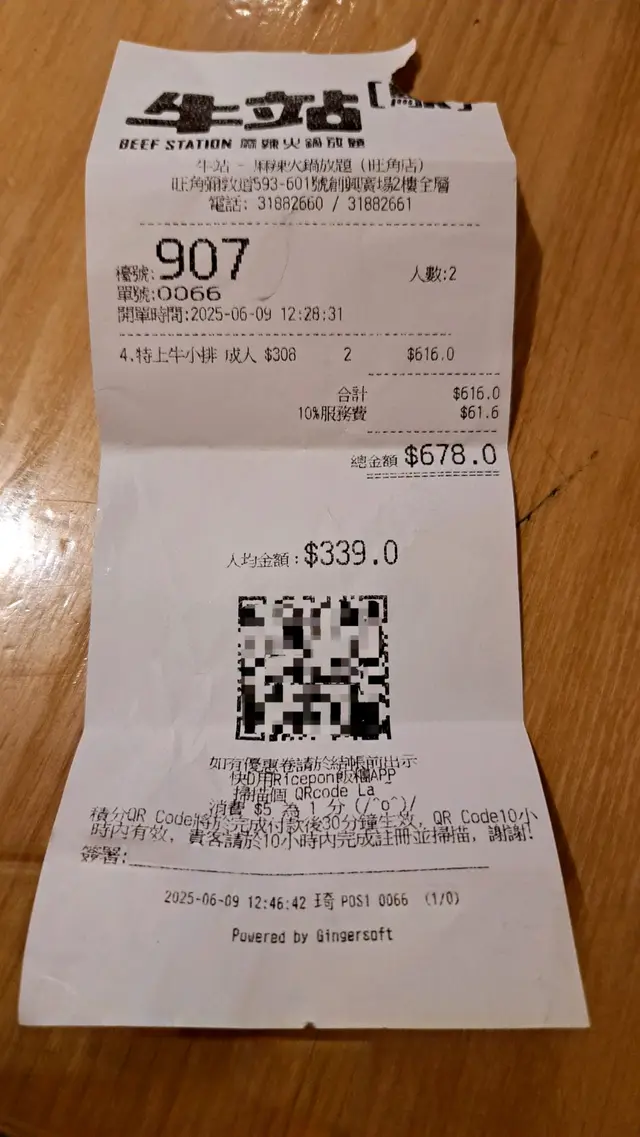 牛站
BEEF STATION 麻辣火鍋放題
牛站 - 麻辣火鍋放題 (旺角店)
旺角彌敦道593-601號創興廣場2樓全層
電話: 31882660 / 31882661
檯號:907 人數:2
單號:0066
開單時間:2025-06-09 12:28:31
4.特上牛小排 成人 $308 2 $616.0
合計 $616.0
10%服務費 $61.6
總金額 $678.0
人均金額:$339.0
如有優惠卷請於結帳前出示
快D用Ricepon飯糰APP
掃描個 QRcode La
消費 $5 為 1 分 (/^o^)/
積分QR Code將於完成付款後30分鐘生效, QR Code10小
時內有效, 貴客請於10小時內完成註冊並掃描, 謝謝!
簽署:
2025-06-09 12:46:42 琦 POS1 0066 (1/0)
Powered by Gingersoft